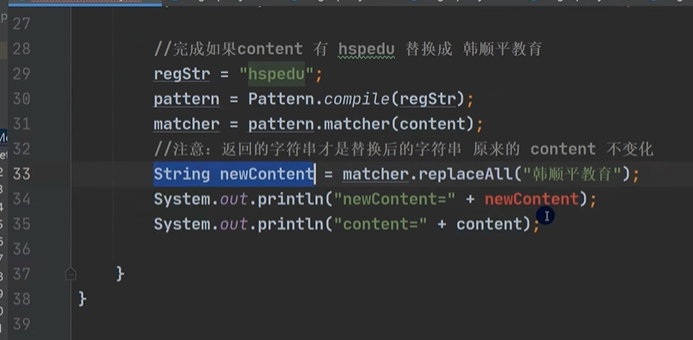 27
28 //完成如果content 有 hspedu 替换成 韩顺平教育
29 regStr = "hspedu";
30 pattern = Pattern.compile(regStr);
31 matcher = pattern.matcher(content);
32 //注意：返回的字符串才是替换后的字符串 原来的 content 不变化
33 String newContent = matcher.replaceAll("韩顺平教育");
34 System.out.println("newContent=" + newContent);
35 System.out.println("content=" + content);
36
37 }
38 }
39